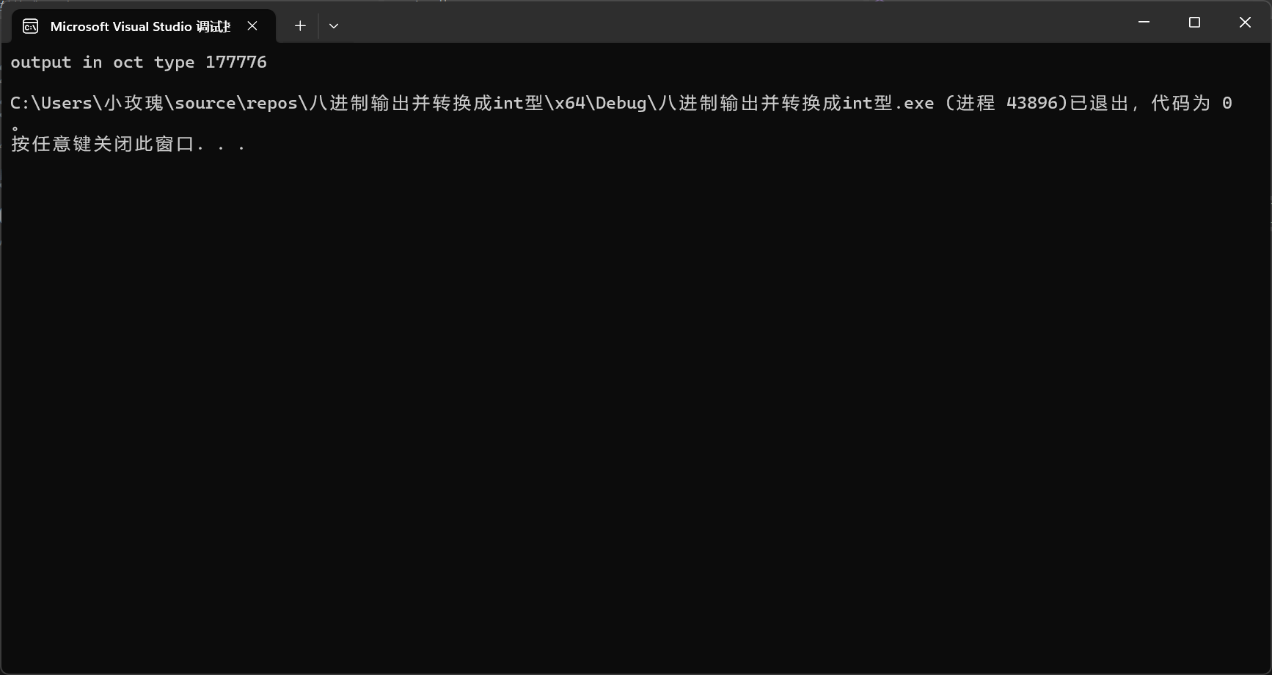 Microsoft Visual Studio 调试
output in oct type 177776
C:\Users\小玫瑰\source\repos\八进制输出并转换成int型\x64\Debug\八进制输出并转换成int型.exe (进程 43896)已退出，代码为 0
。
按任意键关闭此窗口. . .